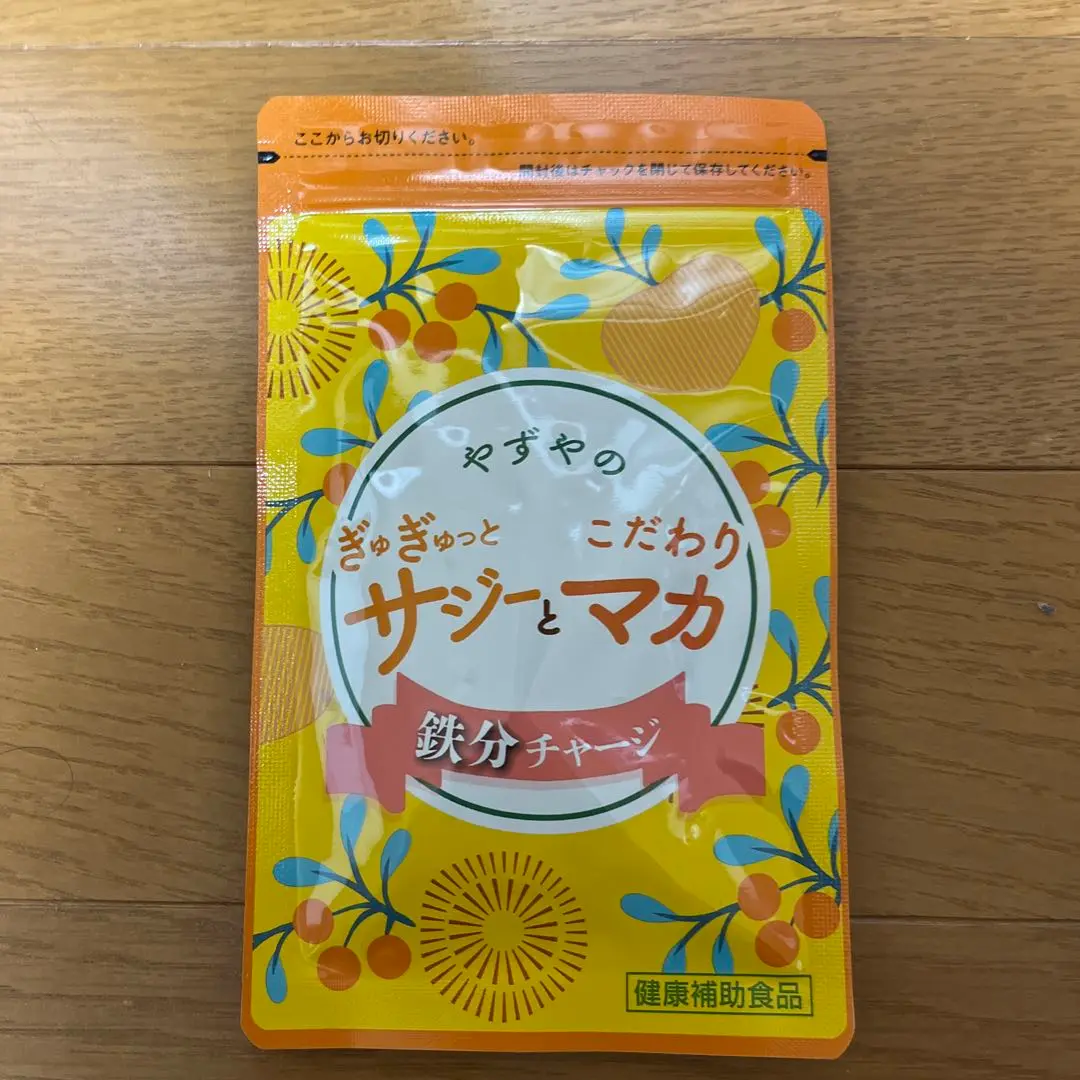 ここからお切りください。
開封後はチャックを閉じて保存してください。
やずやの
ぎゅぎゅっと こだわり
サジーとマカ
鉄分チャージ
健康補助食品